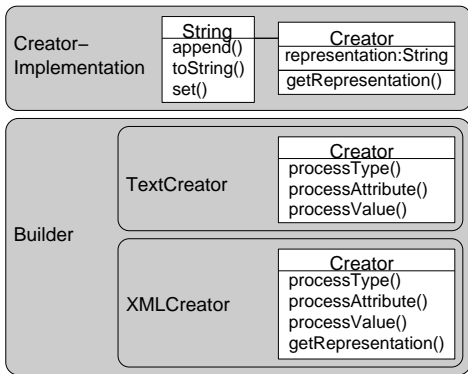 Creator–
Implementation
String
append()
toString()
set()
Creator
representation:String
getRepresentation()
Builder
TextCreator
Creator
processType()
processAttribute()
processValue()
XMLCreator
Creator
processType()
processAttribute()
processValue()
getRepresentation()